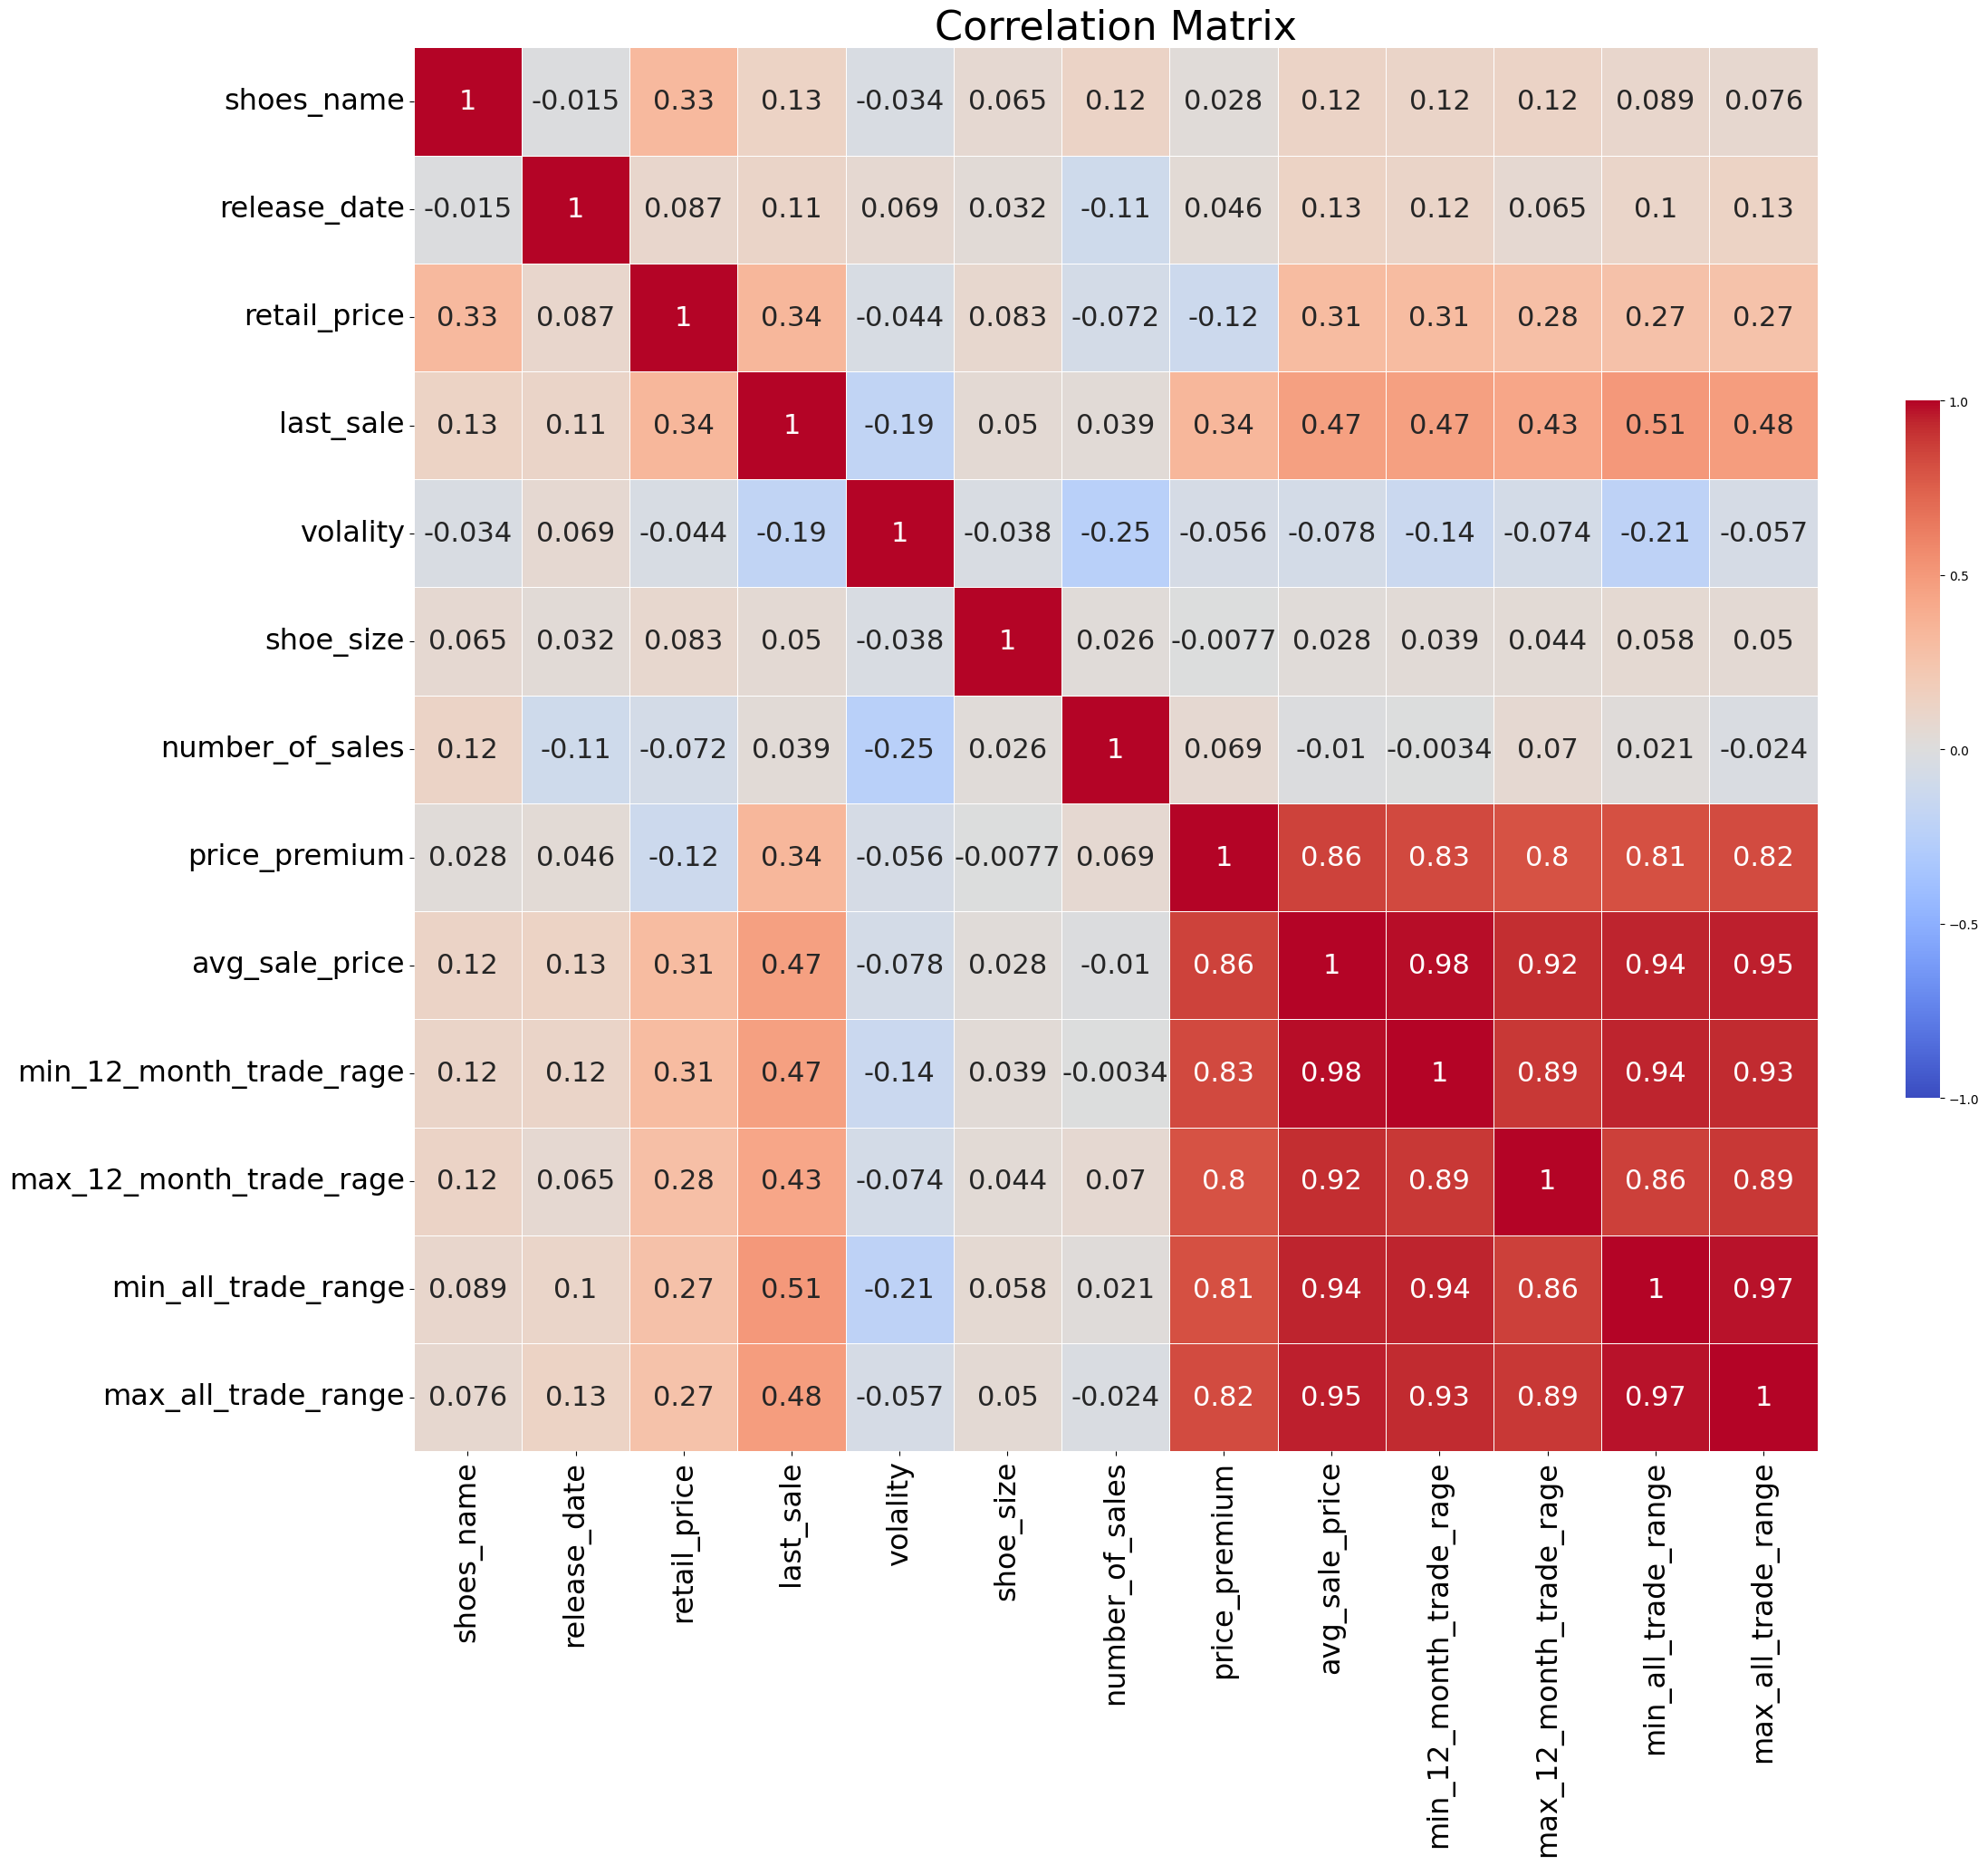 Correlation Matrix
shoes_name 1 -0.015 0.33 0.13 -0.034 0.065 0.12 0.028 0.12 0.12 0.12 0.089 0.076
release_date -0.015 1 0.087 0.11 0.069 0.032 -0.11 0.046 0.13 0.12 0.065 0.1 0.13
retail_price 0.33 0.087 1 0.34 -0.044 0.083 -0.072 -0.12 0.31 0.31 0.28 0.27 0.27
last_sale 0.13 0.11 0.34 1 -0.19 0.05 0.039 0.34 0.47 0.47 0.43 0.51 0.48
volality -0.034 0.069 -0.044 -0.19 1 -0.038 -0.25 -0.056 -0.078 -0.14 -0.074 -0.21 -0.057
shoe_size 0.065 0.032 0.083 0.05 -0.038 1 0.026 -0.0077 0.028 0.039 0.044 0.058 0.05
number_of_sales 0.12 -0.11 -0.072 0.039 -0.25 0.026 1 0.069 -0.01 -0.0034 0.07 0.021 -0.024
price_premium 0.028 0.046 -0.12 0.34 -0.056 -0.0077 0.069 1 0.86 0.83 0.8 0.81 0.82
avg_sale_price 0.12 0.13 0.31 0.47 -0.078 0.028 -0.01 0.86 1 0.98 0.92 0.94 0.95
min_12_month_trade_rage 0.12 0.12 0.31 0.47 -0.14 0.039 -0.0034 0.83 0.98 1 0.89 0.94 0.93
max_12_month_trade_rage 0.12 0.065 0.28 0.43 -0.074 0.044 0.07 0.8 0.92 0.89 1 0.86 0.89
min_all_trade_range 0.089 0.1 0.27 0.51 -0.21 0.058 0.021 0.81 0.94 0.94 0.86 1 0.97
max_all_trade_range 0.076 0.13 0.27 0.48 -0.057 0.05 -0.024 0.82 0.95 0.93 0.89 0.97 1
shoes_name
release_date
retail_price
last_sale
volality
shoe_size
number_of_sales
price_premium
avg_sale_price
min_12_month_trade_rage
max_12_month_trade_rage
min_all_trade_range
max_all_trade_range
1.0
0.5
0.0
−0.5
−1.0